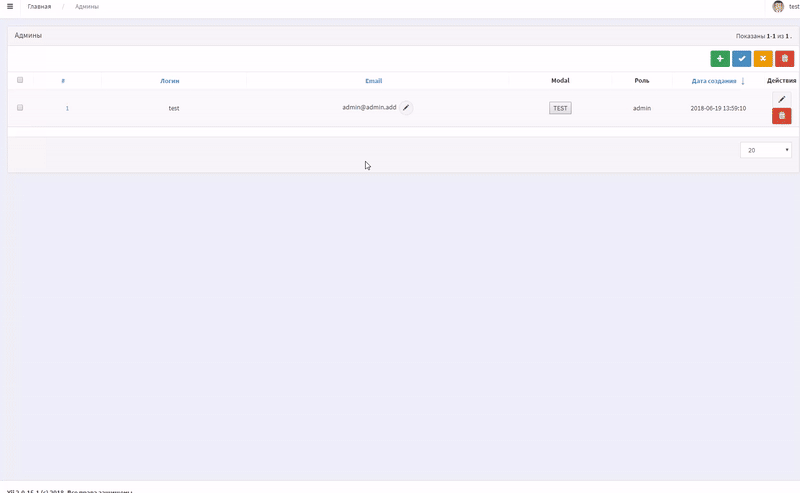 Главная / Админы
test
Админы
Показаны 1-1 из 1 .
# Логин Email Modal Роль Дата создания ↓ Действия
1 test admin@admin.add TEST admin 2018-06-19 13:59:10
20